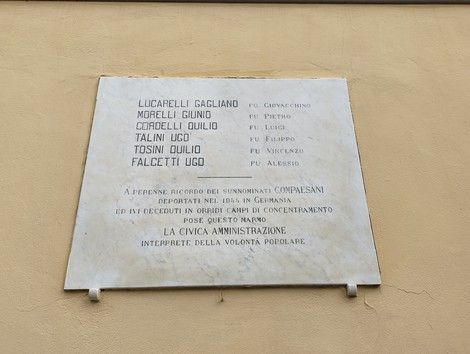 LUCARELLI GAGLIANO FU GIOVACCHINO
MORELLI GIUNIO FU PIETRO
CORDELLI DUILIO FU LUIGI
TALINI UGO FU FILIPPO
TOSINI DUILIO FU VINCENZO
FALCETTI UGO FU ALESSIO
A PERENNE RICORDO DEI SUNNOMINATI COMPAESANI
DEPORTATI NEL 1944 IN GERMANIA
ED IVI DECEDUTI IN ORRIDI CAMPI DI CONCENTRAMENTO
POSE QUESTO MARMO
LA CIVICA AMMINISTRAZIONE
INTERPRETE DELLA VOLONTÀ POPOLARE